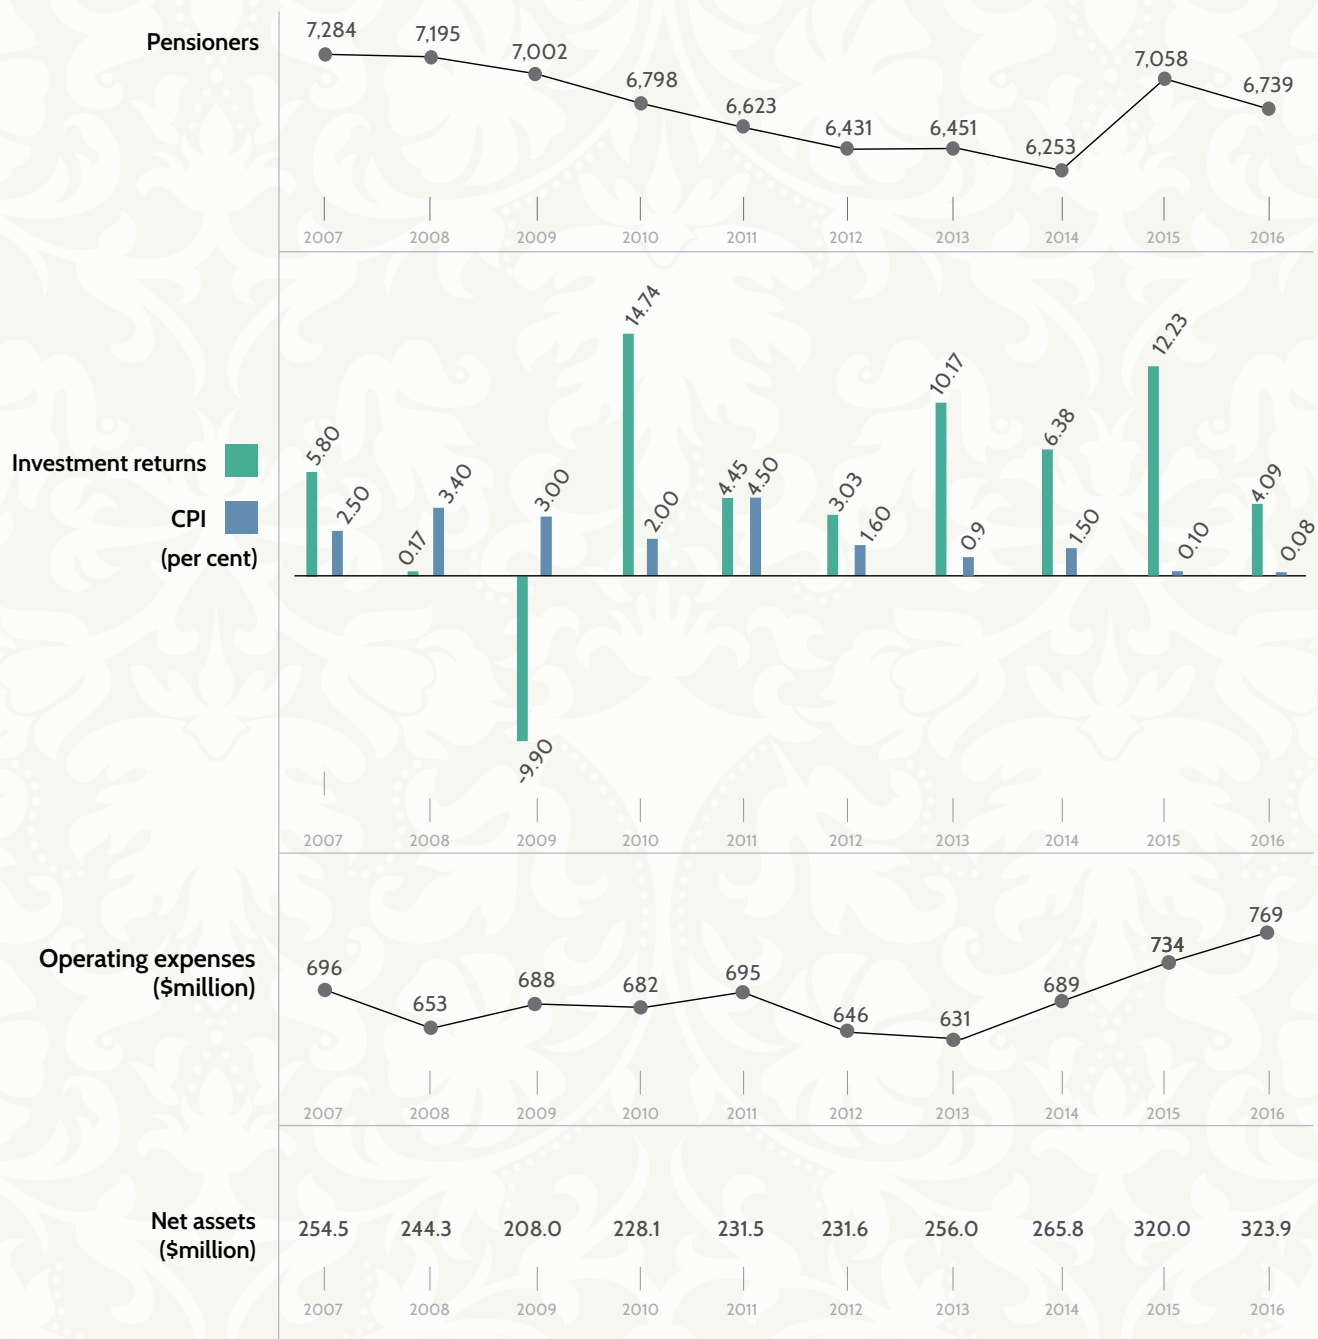 Pensioners
7,284 7,195 7,002 6,798 6,623 6,431 6,451 6,253 7,058 6,739
2007 2008 2009 2010 2011 2012 2013 2014 2015 2016
Investment returns
CPI
(per cent)
5.80 2.50 0.17 3.40 -9.90 3.00 14.74 2.00 4.45 4.50 3.03 1.60 10.17 0.9 6.38 1.50 12.23 0.10 4.09 0.08
2007 2008 2009 2010 2011 2012 2013 2014 2015 2016
Operating expenses
($million)
696 653 688 682 695 646 631 689 734 769
2007 2008 2009 2010 2011 2012 2013 2014 2015 2016
Net assets
($million)
254.5 244.3 208.0 228.1 231.5 231.6 256.0 265.8 320.0 323.9
2007 2008 2009 2010 2011 2012 2013 2014 2015 2016